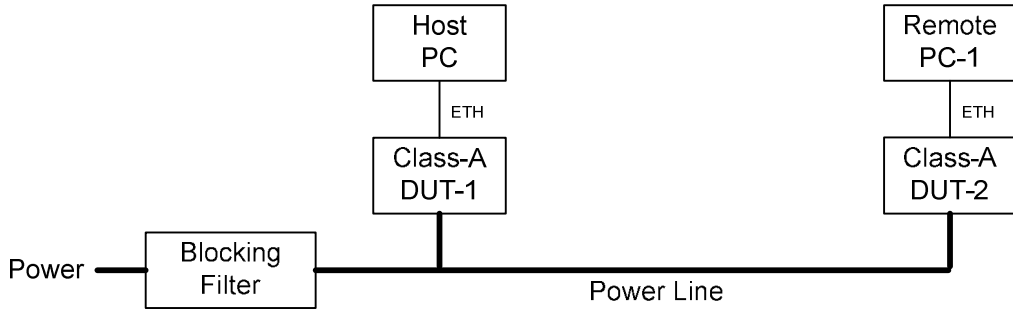 Host
PC
Remote
PC-1
ETH
ETH
Class-A
DUT-1
Class-A
DUT-2
Power
Blocking
Filter
Power Line